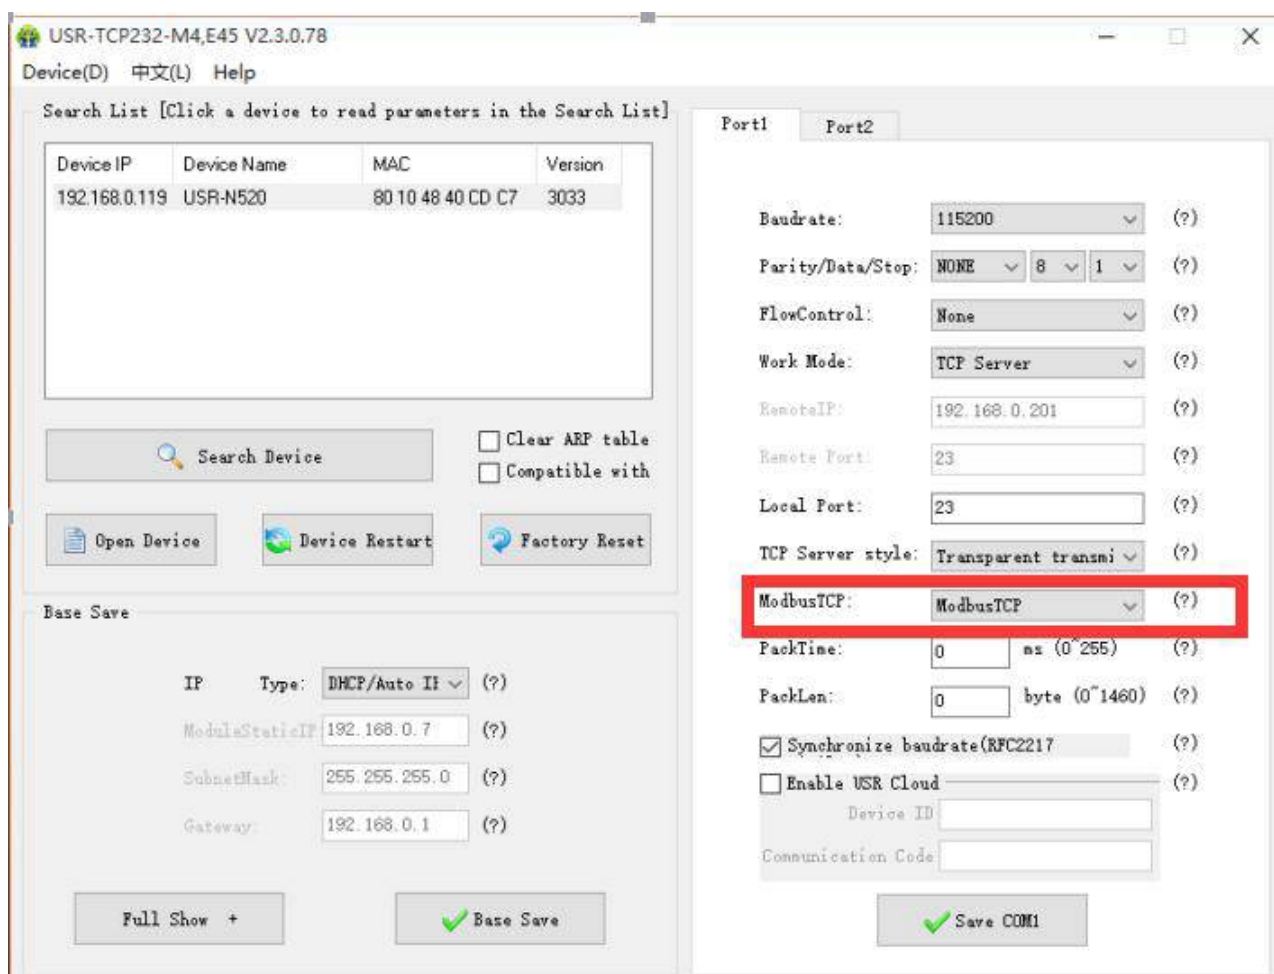 USR-TCP232-M4,E45 V2.3.0.78
Device(D) 中文(L) Help
Search List [Click a device to read parameters in the Search List]
Device IP Device Name MAC Version
192.168.0.119 USR-N520 80 10 48 40 CD C7 3033
Search Device
Clear ARP table
Compatible with
Open Device Device Restart Factory Reset
Base Save
IP Type: DHCP/Auto II (?)
ModuleStaticIP 192.168.0.7 (?)
SubnetMask: 255.255.255.0 (?)
Gateway: 192.168.0.1 (?)
Full Show + Base Save
Port1 Port2
Baudrate: 115200 (?)
Parity/Data/Stop: NONE 8 1 (?)
FlowControl: None (?)
Work Mode: TCP Server (?)
RemoteIP: 192.168.0.201 (?)
Remote Port: 23 (?)
Local Port: 23 (?)
TCP Server style: Transparent transmi (?)
ModbusTCP: ModbusTCP (?)
PackTime: 0 ms (0~255) (?)
PackLen: 0 byte (0~1460) (?)
Synchronize baudrate(RFC2217 (?)
Enable USR Cloud (?)
Device ID
Communication Code
Save COM1